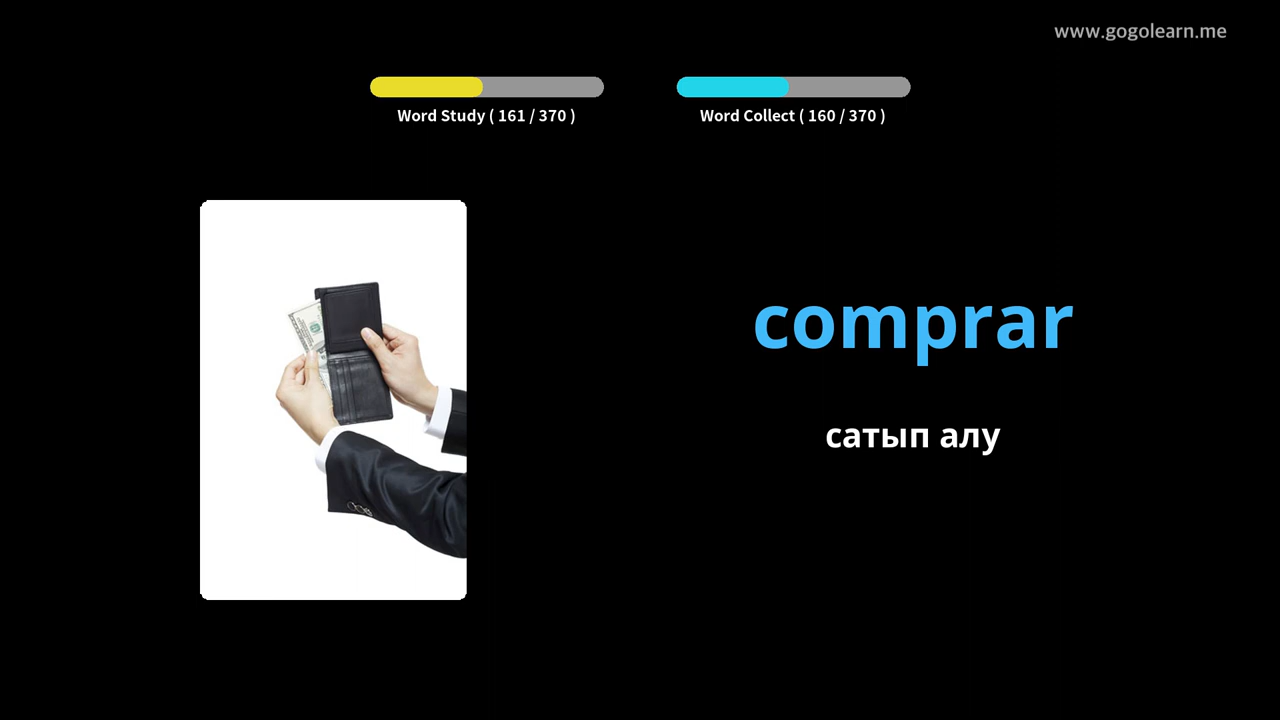 www.gogolearn.me
Word Study ( 161 / 370 )
Word Collect ( 160 / 370 )
comprar
сатып алу